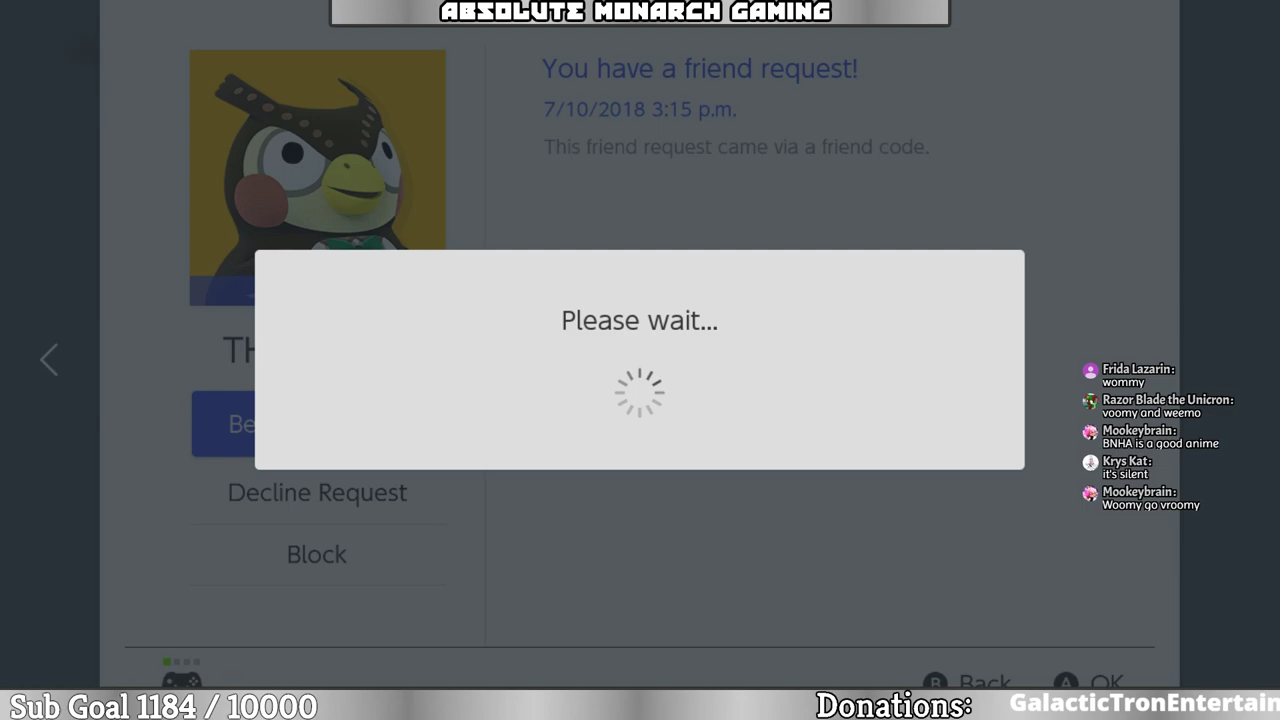 ABSOLUTE MONARCH GAMING
You have a friend request!
7/10/2018 3:15 p.m.
This friend request came via a friend code.
Please wait...
Decline Request
Block
Frida Lazarin:
wommy
Razor Blade the Unicron:
voomy and weemo
Mookeybrain:
BNHA is a good anime
Krys Kat:
it's silent
Mookeybrain:
Woomy go vroomy
B Back A OK
Sub Goal 1184 / 10000
Donations:
GalacticTronEntertain